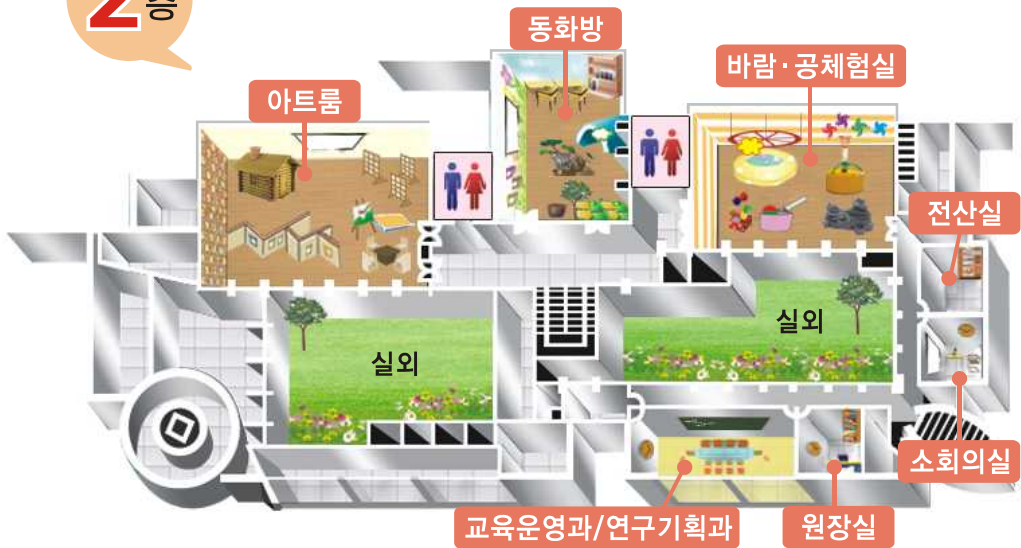 2층
동화방
바람·공체험실
아트룸
전산실
실외
실외
소회의실
교육운영과/연구기획과
원장실